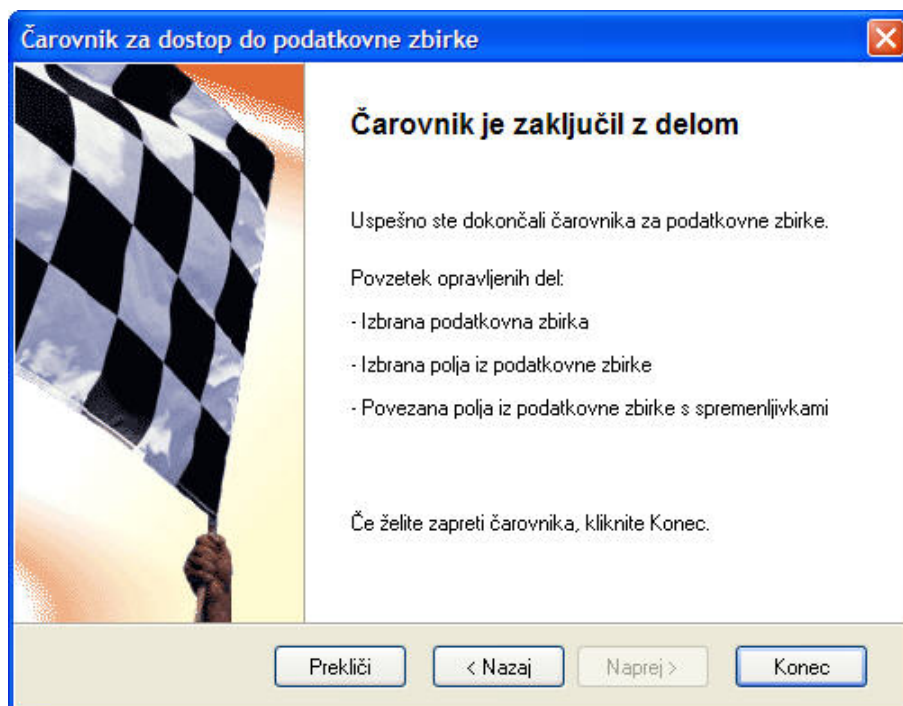 Čarovnik za dostop do podatkovne zbirke
Čarovnik je zaključil z delom
Uspešno ste dokončali čarovnika za podatkovne zbirke.
Povzetek opravljenih del:
- Izbrana podatkovna zbirka
- Izbrana polja iz podatkovne zbirke
- Povezana polja iz podatkovne zbirke s spremenljivkami
Če želite zapreti čarovnika, kliknite Konec.
Prekliči
< Nazaj
Naprej >
Konec